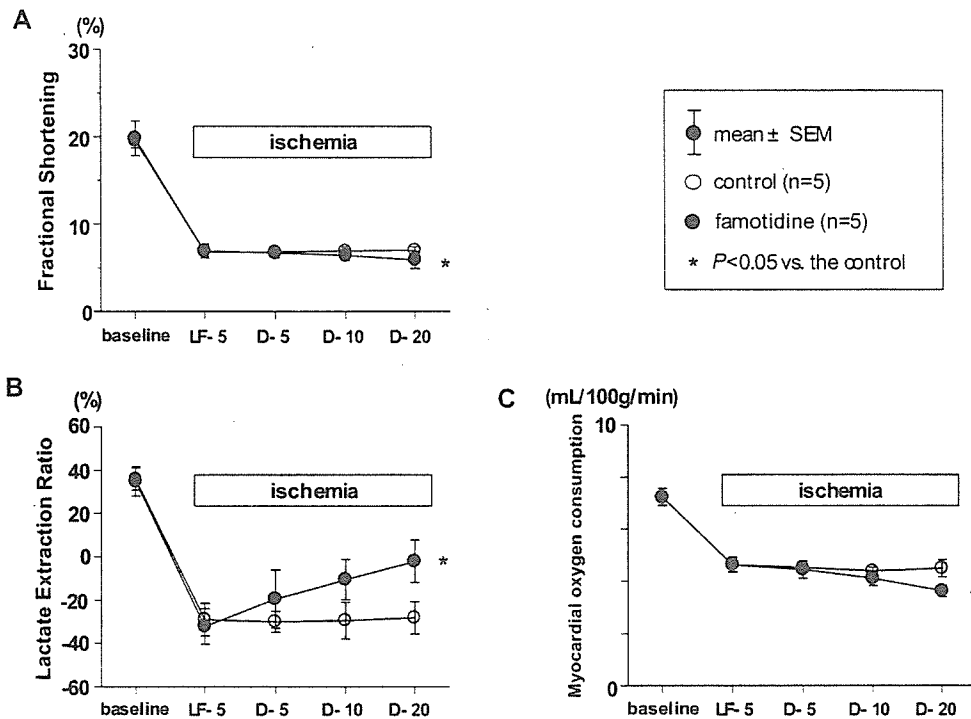 A
(%)
30
20
10
0
Fractional Shortening
ischemia
*
baseline LF- 5 D- 5 D- 10 D- 20
mean ± SEM
control (n=5)
famotidine (n=5)
* P<0.05 vs. the control
B
(%)
60
40
20
0
-20
-40
-60
Lactate Extraction Ratio
ischemia
*
baseline LF- 5 D- 5 D- 10 D- 20
C
(mL/100g/min)
10
0
Myocardial oxygen consumption
ischemia
baseline LF- 5 D- 5 D- 10 D- 20